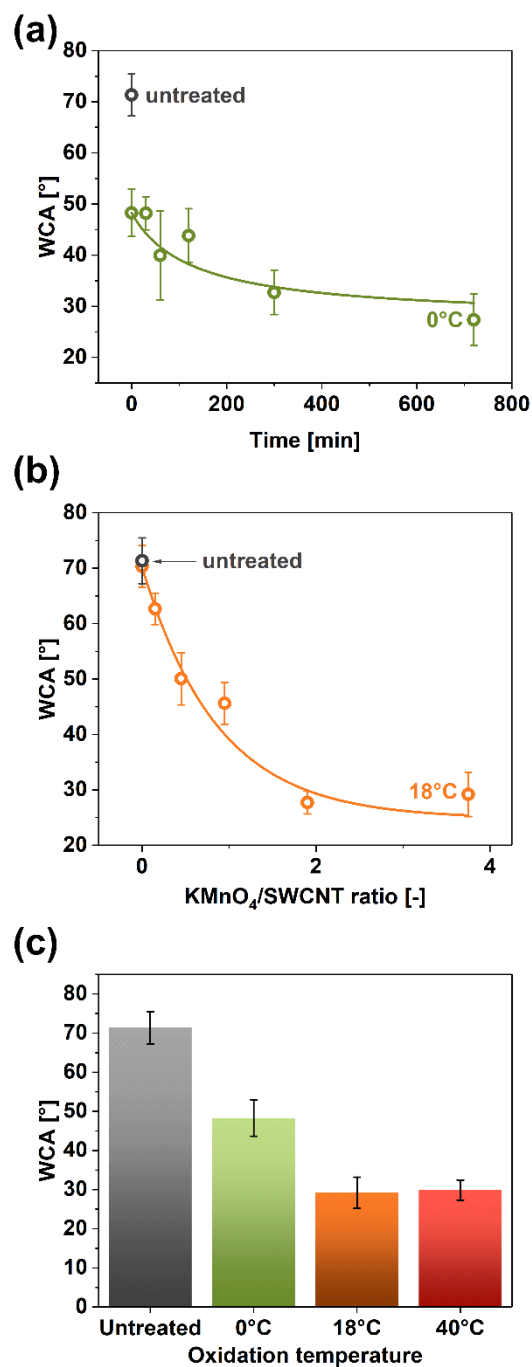 (a)
80
70
60
50
40
30
20
WCA [°]
untreated
0°C
0 200 400 600 800
Time [min]
(b)
80
70
60
50
40
30
20
WCA [°]
untreated
18°C
0 2 4
KMnO₄/SWCNT ratio [-]
(c)
80
70
60
50
40
30
20
10
0
WCA [°]
Untreated 0°C 18°C 40°C
Oxidation temperature